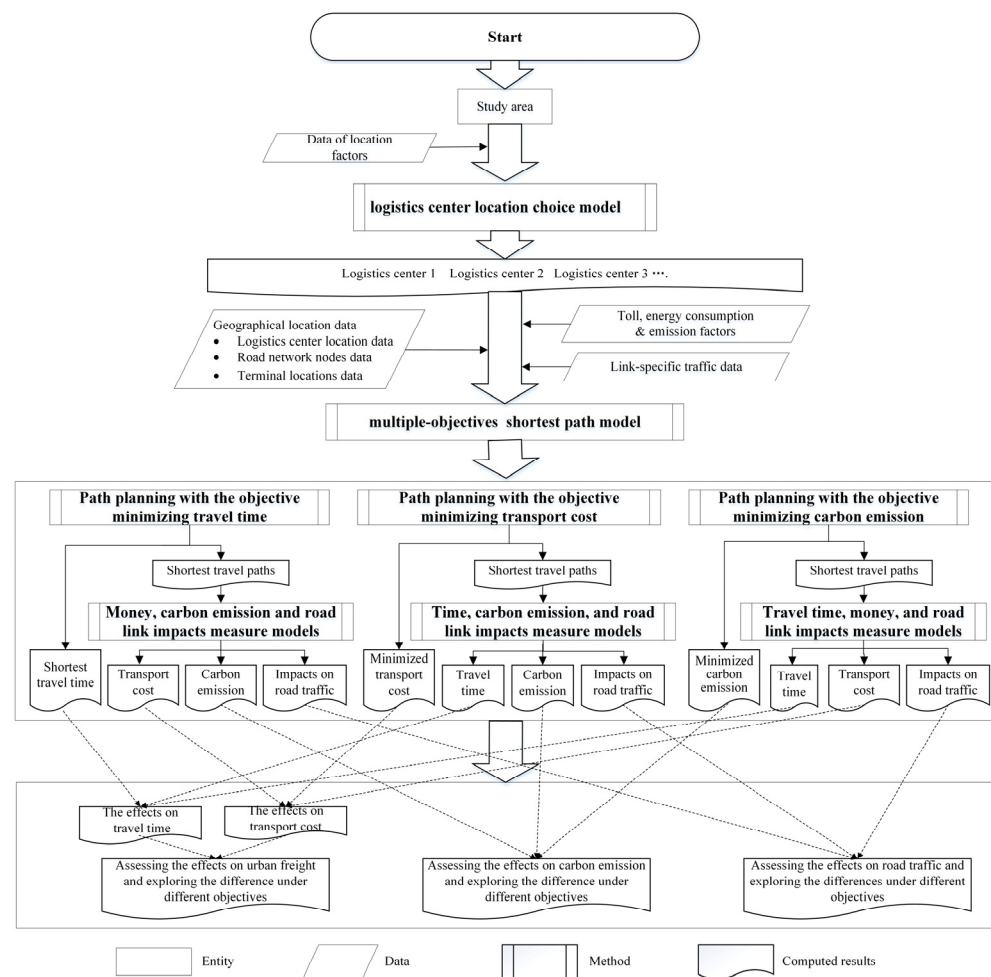 Start
Study area
Data of location
factors
logistics center location choice model
Logistics center 1 Logistics center 2 Logistics center 3 ···.
Geographical location data
• Logistics center location data
• Road network nodes data
• Terminal locations data
Toll, energy consumption
& emission factors
Link-specific traffic data
multiple-objectives shortest path model
Path planning with the objective
minimizing travel time
Path planning with the objective
minimizing transport cost
Path planning with the objective
minimizing carbon emission
Shortest travel paths
Shortest travel paths
Shortest travel paths
Money, carbon emission and road
link impacts measure models
Time, carbon emission, and road
link impacts measure models
Travel time, money, and road
link impacts measure models
Shortest
travel time
Transport
cost
Carbon
emission
Impacts on
road traffic
Minimized
transport
cost
Travel
time
Carbon
emission
Impacts on
road traffic
Minimized
carbon
emission
Travel
time
Transport
cost
Impacts on
road traffic
The effects on
travel time
The effects on
transport cost
Assessing the effects on urban freight
and exploring the difference under
different objectives
Assessing the effects on carbon emission
and exploring the difference under
different objectives
Assessing the effects on road traffic and
exploring the differences under different
objectives
Entity
Data
Method
Computed results